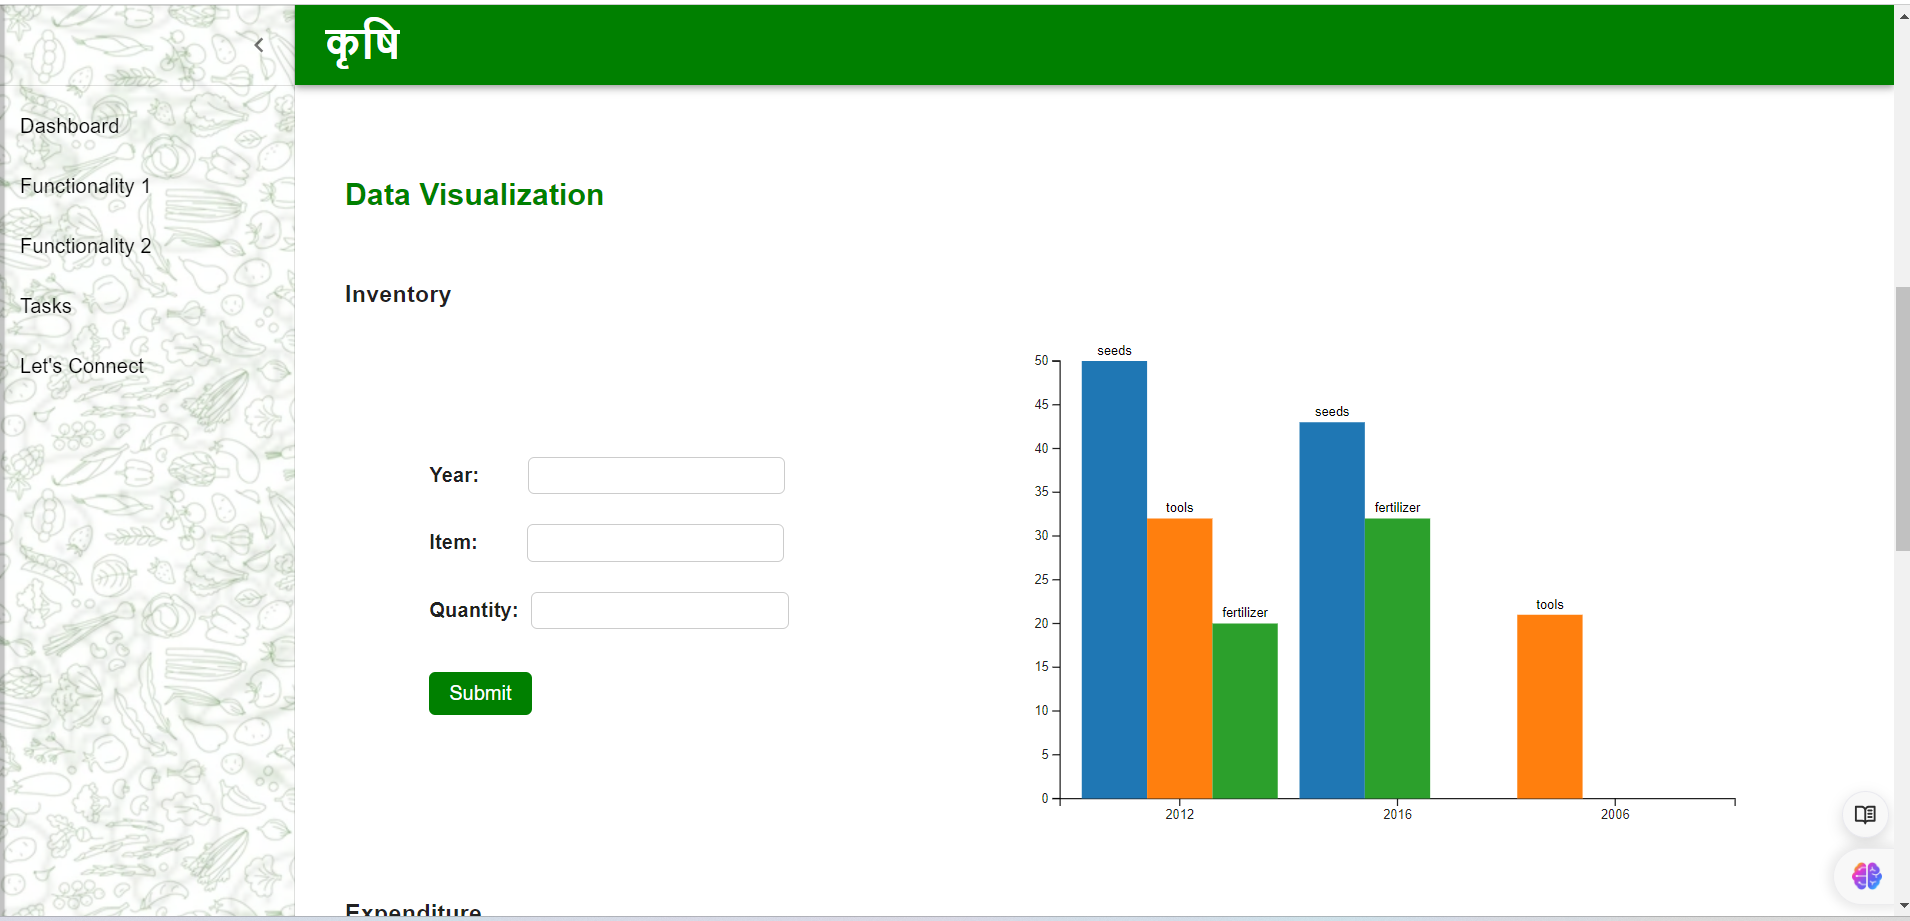 कृषि
Dashboard
Functionality 1
Functionality 2
Tasks
Let's Connect
Data Visualization
Inventory
Year:
Item:
Quantity:
Submit
seeds
seeds
tools
fertilizer
fertilizer
tools
50
45
40
35
30
25
20
15
10
5
0
2012 2016 2006
Expenditure